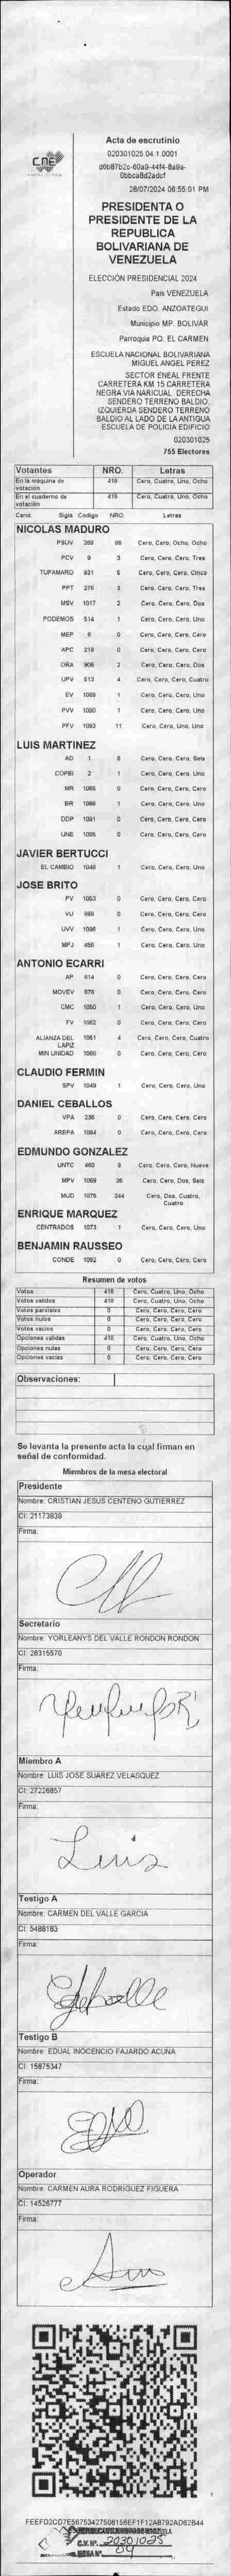 CNE
Acta de escrutinio
020301025.04.1.0001
d6b87b2c-60a9-44f4-8a9a-
0bbca8d2adcf
28/07/2024 06:55:01 PM
PRESIDENTA O
PRESIDENTE DE LA
REPUBLICA
BOLIVARIANA DE
VENEZUELA
ELECCIÓN PRESIDENCIAL 2024
Pais VENEZUELA
Estado EDO. ANZOATEGUI
Municipio MP. BOLIVAR
Parroquia PQ. EL CARMEN
ESCUELA NACIONAL BOLIVARIANA
MIGUEL ANGEL PEREZ
SECTOR ENEAL FRENTE
CARRETERA KM 15 CARRETERA
NEGRA VIA NARICUAL. DERECHA
SENDERO TERRENO BALDIO.
IZQUIERDA SENDERO TERRENO
BALDIO AL LADO DE LA ANTIGUA
ESCUELA DE POLICIA EDIFICIO
020301025
755 Electores
Votantes NRO. Letras
En la máquina de votación 418 Cero, Cuatro, Uno, Ocho
En el cuaderno de votación 418 Cero, Cuatro, Uno, Ocho
Cand. Sigla Codigo NRO. Letras
NICOLAS MADURO
PSUV 269 88 Cero, Cero, Ocho, Ocho
PCV 9 3 Cero, Cero, Cero, Tres
TUPAMARO 931 5 Cero, Cero, Cero, Cinco
PPT 276 3 Cero, Cero, Cero, Tres
MSV 1017 2 Cero, Cero, Cero, Dos
PODEMOS 514 1 Cero, Cero, Cero, Uno
MEP 6 0 Cero, Cero, Cero, Cero
APC 219 0 Cero, Cero, Cero, Cero
ORA 906 2 Cero, Cero, Cero, Dos
UPV 513 4 Cero, Cero, Cero, Cuatro
EV 1089 1 Cero, Cero, Cero, Uno
PVV 1090 1 Cero, Cero, Cero, Uno
PFV 1093 11 Cero, Cero, Uno, Uno
LUIS MARTINEZ
AD 1 6 Cero, Cero, Cero, Seis
COPEI 2 1 Cero, Cero, Cero, Uno
MR 1065 0 Cero, Cero, Cero, Cero
BR 1066 1 Cero, Cero, Cero, Uno
DDP 1091 0 Cero, Cero, Cero, Cero
UNE 1095 0 Cero, Cero, Cero, Cero
JAVIER BERTUCCI
EL CAMBIO 1048 1 Cero, Cero, Cero, Uno
JOSE BRITO
PV 1053 0 Cero, Cero, Cero, Cero
VU 988 0 Cero, Cero, Cero, Cero
UVV 1096 1 Cero, Cero, Cero, Uno
MPJ 458 1 Cero, Cero, Cero, Uno
ANTONIO ECARRI
AP 914 0 Cero, Cero, Cero, Cero
MOVEV 979 0 Cero, Cero, Cero, Cero
CMC 1050 1 Cero, Cero, Cero, Uno
FV 1062 0 Cero, Cero, Cero, Cero
ALIANZA DEL LAPIZ 1061 4 Cero, Cero, Cero, Cuatro
MIN UNIDAD 1069 0 Cero, Cero, Cero, Cero
CLAUDIO FERMIN
SPV 1049 1 Cero, Cero, Cero, Uno
DANIEL CEBALLOS
VPA 236 0 Cero, Cero, Cero, Cero
AREPA 1094 0 Cero, Cero, Cero, Cero
EDMUNDO GONZALEZ
UNTC 460 9 Cero, Cero, Cero, Nueve
MPV 1059 26 Cero, Cero, Dos, Seis
MUD 1075 244 Cero, Dos, Cuatro,
Cuatro
ENRIQUE MARQUEZ
CENTRADOS 1073 1 Cero, Cero, Cero, Uno
BENJAMIN RAUSSEO
CONDE 1092 0 Cero, Cero, Cero, Cero
Resumen de votos
Votos 418 Cero, Cuatro, Uno, Ocho
Votos validos 418 Cero, Cuatro, Uno, Ocho
Votos parciales 0 Cero, Cero, Cero, Cero
Votos nulos 0 Cero, Cero, Cero, Cero
Votos vacios 0 Cero, Cero, Cero, Cero
Opciones validas 418 Cero, Cuatro, Uno, Ocho
Opciones nulas 0 Cero, Cero, Cero, Cero
Opciones vacias 0 Cero, Cero, Cero, Cero
Observaciones:
Se levanta la presente acta la cual firman en
señal de conformidad.
Miembros de la mesa electoral
Presidente
Nombre: CRISTIAN JESUS CENTENO GUTIERREZ
CI: 21173939
Firma:
Secretario
Nombre: YORLEANYS DEL VALLE RONDON RONDON
CI: 26315570
Firma:
Miembro A
Nombre: LUIS JOSE SUAREZ VELASQUEZ
CI: 27226857
Firma:
Luis
Testigo A
Nombre: CARMEN DEL VALLE GARCIA
CI: 5488183
Firma:
Testigo B
Nombre: EDUAL INOCENCIO FAJARDO ACUÑA
CI: 15875347
Firma:
Operador
Nombre: CARMEN AURA RODRIGUEZ FIGUERA
CI: 14526777
Firma:
FEEFD2CD7E56753427506156EF1F12AB792AD62B44
C.V. Nº. 20301025
MESA Nº. 04